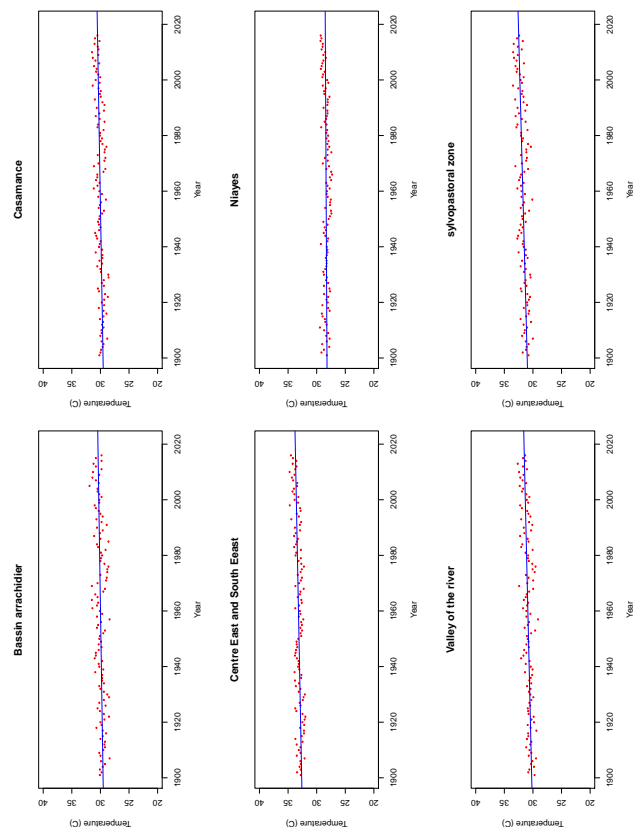 Bassin arrachidier
Temperature (C)
40
35
30
25
20
1900 1920 1940 1960 1980 2000 2020
Year
Casamance
Temperature (C)
40
35
30
25
20
1900 1920 1940 1960 1980 2000 2020
Year
Centre East and South Eeast
Temperature (C)
40
35
30
25
20
1900 1920 1940 1960 1980 2000 2020
Year
Niayes
Temperature (C)
40
35
30
25
20
1900 1920 1940 1960 1980 2000 2020
Year
Valley of the river
Temperature (C)
40
35
30
25
20
1900 1920 1940 1960 1980 2000 2020
Year
sylvopastoral zone
Temperature (C)
40
35
30
25
20
1900 1920 1940 1960 1980 2000 2020
Year